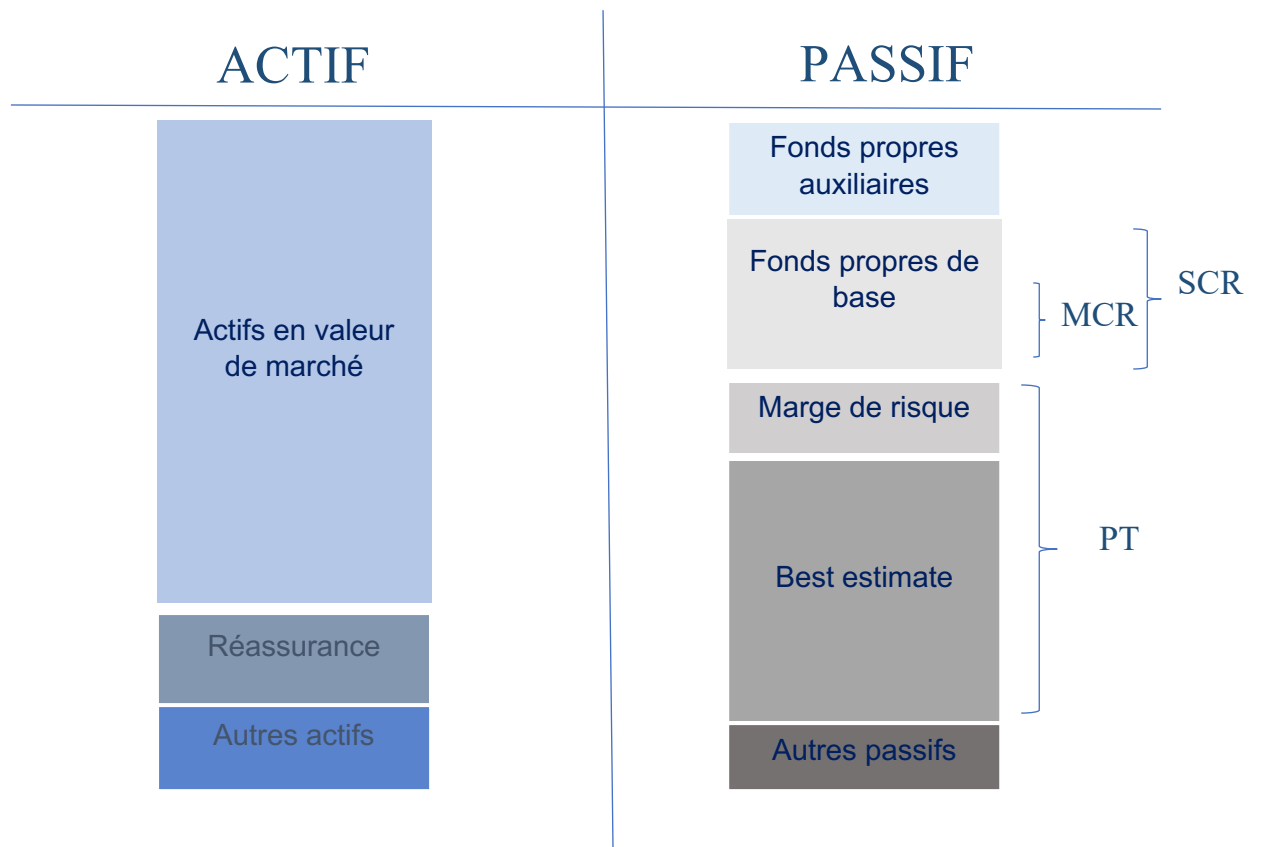 ACTIF
PASSIF
Actifs en valeur
de marché
Réassurance
Autres actifs
Fonds propres
auxiliaires
Fonds propres de
base
MCR
SCR
Marge de risque
Best estimate
PT
Autres passifs